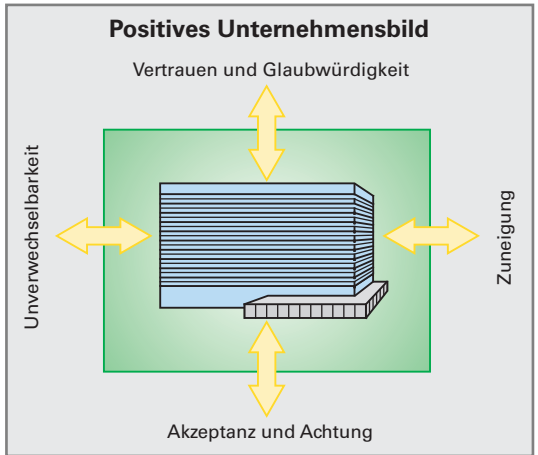 Positives Unternehmensbild
Vertrauen und Glaubwürdigkeit
Unverwechselbarkeit
Zuneigung
Akzeptanz und Achtung